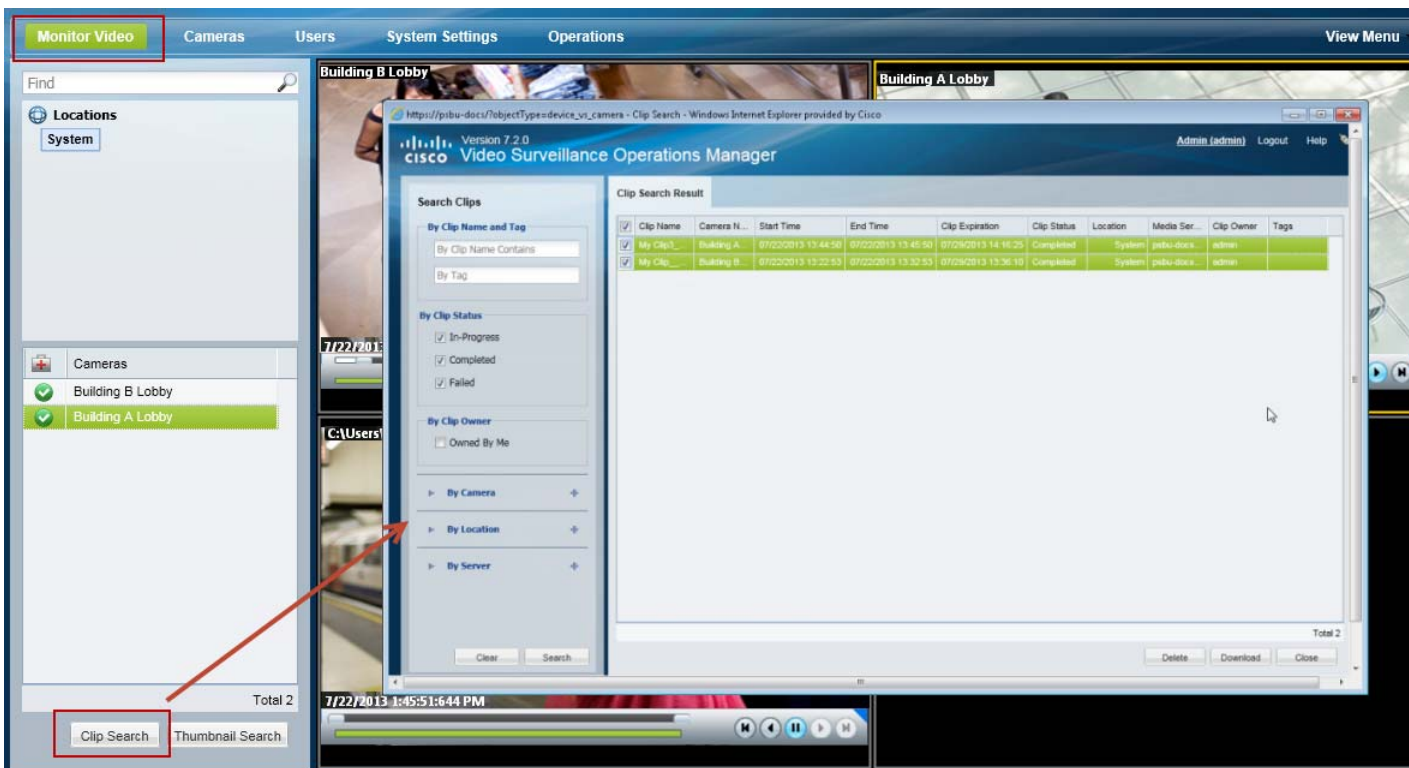 Monitor Video Cameras Users System Settings Operations View Menu
Find
Locations
System
Cameras
Building B Lobby
Building A Lobby
Total 2
Clip Search Thumbnail Search
Building B Lobby
Building A Lobby
7/22/201
C:\Users\
7/22/2013 1:45:51:644 PM
https://psbu-docs/?objectType=device_vs_camera - Clip Search - Windows Internet Explorer provided by Cisco
CISCO Version 7.2.0
Video Surveillance Operations Manager
Admin (admin) Logout Help
Search Clips
By Clip Name and Tag
By Clip Name Contains
By Tag
By Clip Status
In-Progress
Completed
Failed
By Clip Owner
Owned By Me
By Camera
By Location
By Server
Clear Search
Clip Search Result
Clip Name Camera N... Start Time End Time Clip Expiration Clip Status Location Media Ser... Clip Owner Tags
My Clip3_... Building A... 07/22/2013 13:44:50 07/22/2013 13:45:50 07/29/2013 14:16:25 Completed System psbu-docs... admin
My Clip_... Building B... 07/22/2013 13:22:53 07/22/2013 13:32:53 07/29/2013 13:36:10 Completed System psbu-docs... admin
Total 2
Delete Download Close